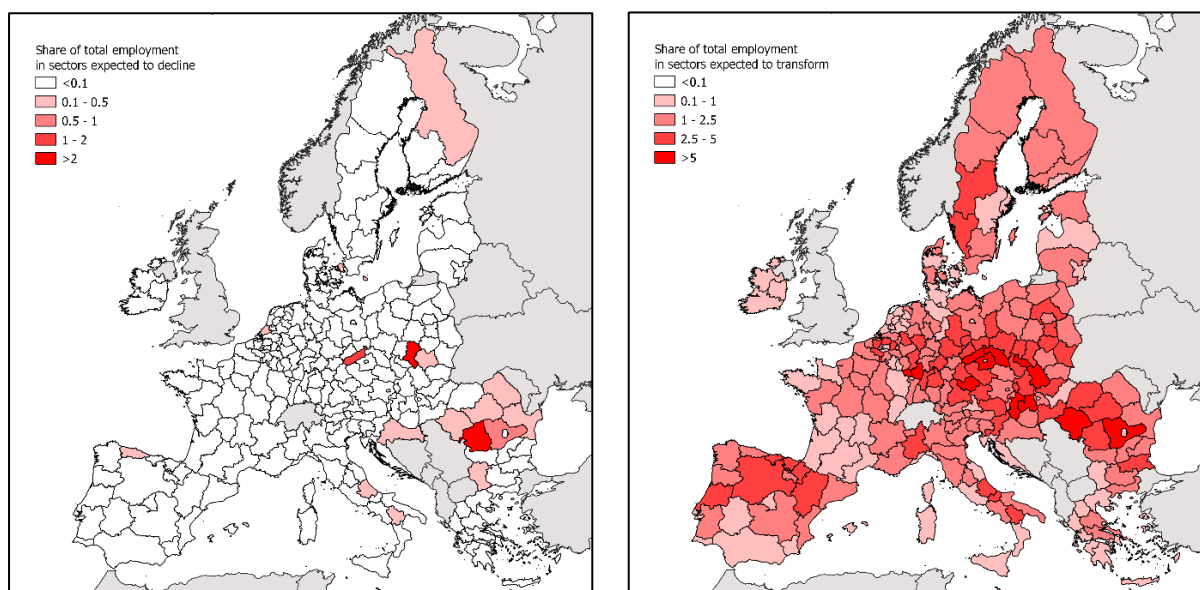 Share of total employment
in sectors expected to decline
<0.1
0.1 - 0.5
0.5 - 1
1 - 2
>2
Share of total employment
in sectors expected to transform
<0.1
0.1 - 1
1 - 2.5
2.5 - 5
>5